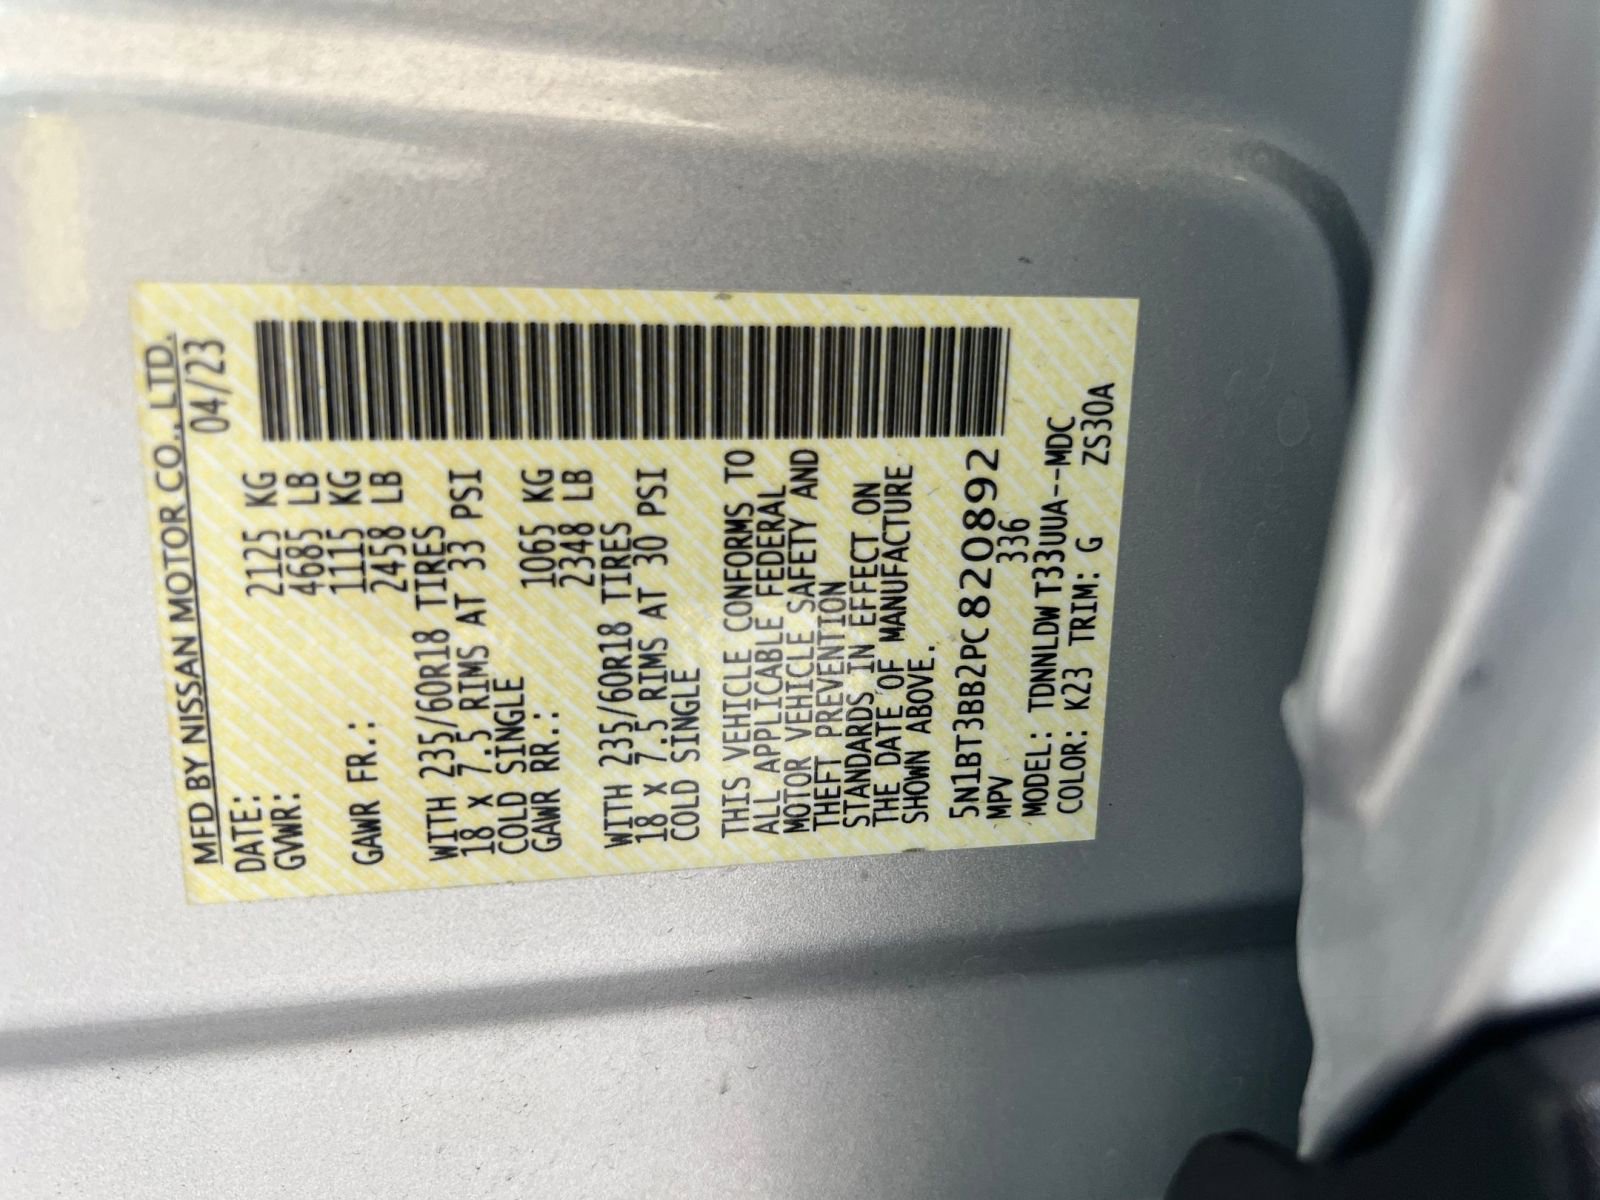 MFD BY NISSAN MOTOR CO., LTD.
DATE: 04/23
GVWR: 2125 KG
4685 LB
GAWR FR.: 1115 KG
2458 LB
WITH 235/60R18 TIRES
18 x 7.5 RIMS AT 33 PSI
COLD SINGLE
GAWR RR.: 1065 KG
2348 LB
WITH 235/60R18 TIRES
18 x 7.5 RIMS AT 30 PSI
COLD SINGLE
THIS VEHICLE CONFORMS TO
ALL APPLICABLE FEDERAL
MOTOR VEHICLE SAFETY AND
THEFT PREVENTION
STANDARDS IN EFFECT ON
THE DATE OF MANUFACTURE
SHOWN ABOVE.
5N1BT3BB2PC820892
MPV 336
MODEL: TDNNLDW T33UUA--MDC
COLOR: K23 TRIM: G ZS30A